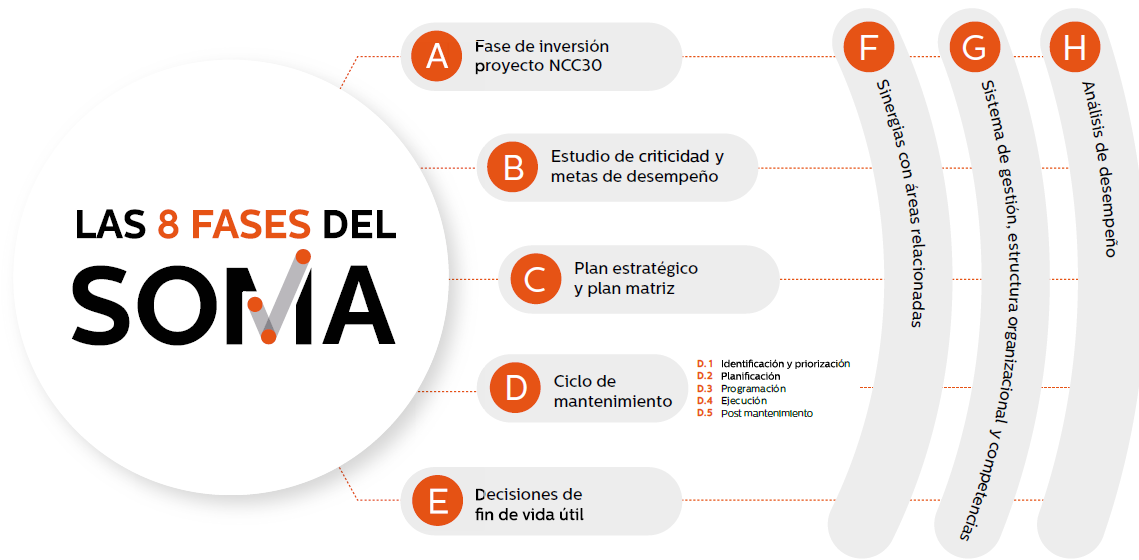 LAS 8 FASES DEL
SOMA
A
Fase de inversión
proyecto NCC30
B
Estudio de criticidad y
metas de desempeño
C
Plan estratégico
y plan matriz
D
Ciclo de
mantenimiento
D.1 Identificación y priorización
D.2 Planificación
D.3 Programación
D.4 Ejecución
D.5 Post mantenimiento
E
Decisiones de
fin de vida útil
F
Sinergias con áreas relacionadas
G
Sistema de gestión, estructura organizacional y competencias
H
Análisis de desempeño